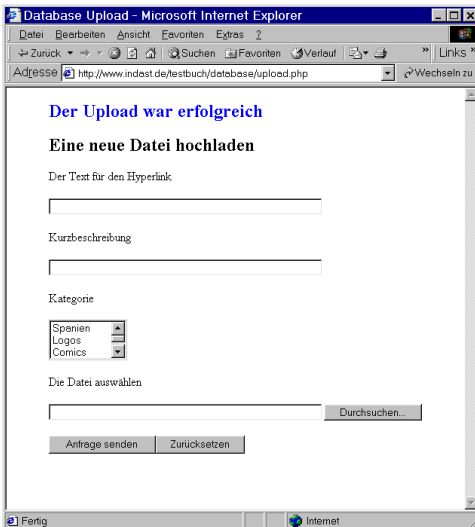 Database Upload - Microsoft Internet Explorer
Datei Bearbeiten Ansicht Favoriten Extras ?
Zurück Suchen Favoriten Verlauf » Links »
Adresse http://www.indast.de/testbuch/database/upload.php Wechseln zu
Der Upload war erfolgreich
Eine neue Datei hochladen
Der Text für den Hyperlink
Kurzbeschreibung
Kategorie
Spanien
Logos
Comics
Die Datei auswählen
Durchsuchen...
Anfrage senden Zurücksetzen
Fertig Internet